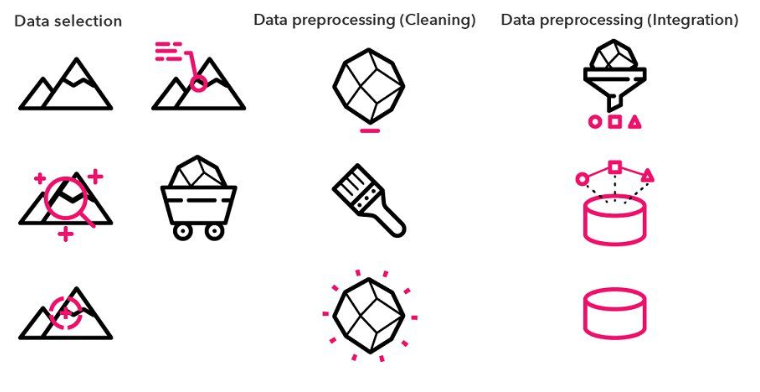 Data selection
Data preprocessing (Cleaning)
Data preprocessing (Integration)